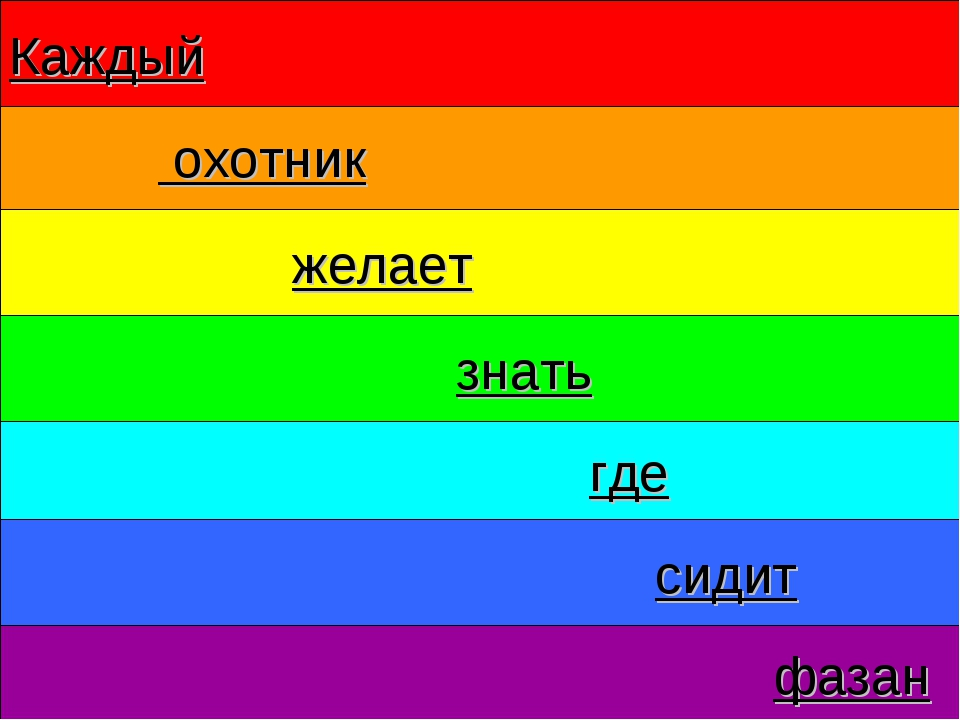 Каждый
охотник
желает
знать
где
сидит
фазан